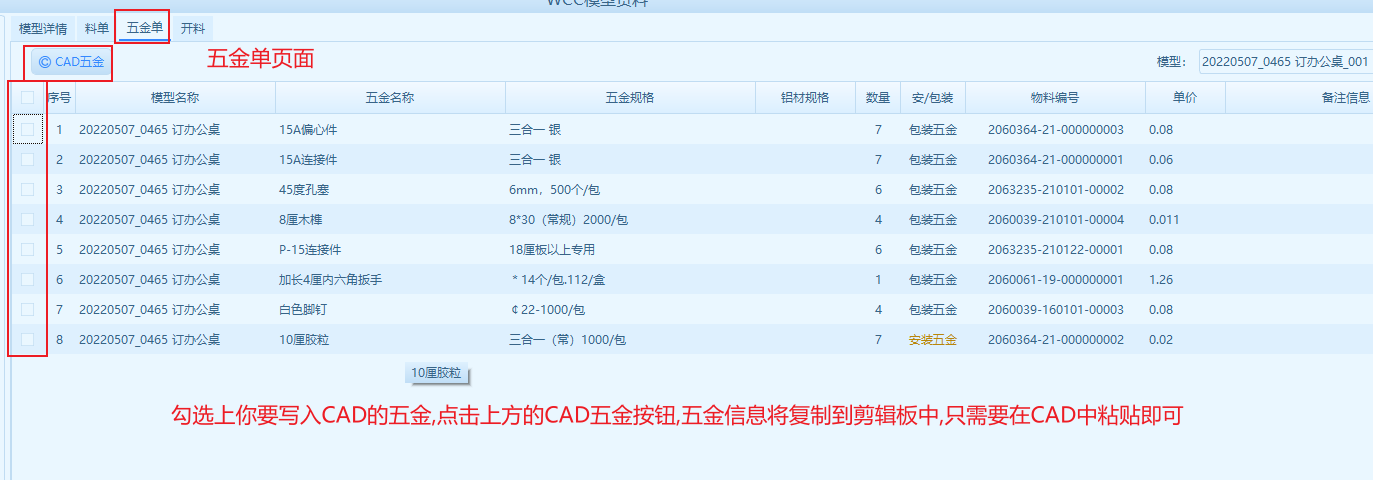 WCC模型资料
模型详情 料单 五金单 开料
CAD五金 五金单页面 模型： 20220507_0465 订办公桌_001
序号 模型名称 五金名称 五金规格 铝材规格 数量 安/包装 物料编号 单价 备注信息
1 20220507_0465 订办公桌 15A偏心件 三合一 银 7 包装五金 2060364-21-000000003 0.08
2 20220507_0465 订办公桌 15A连接件 三合一 银 7 包装五金 2060364-21-000000001 0.06
3 20220507_0465 订办公桌 45度孔塞 6mm，500个/包 6 包装五金 2063235-210101-00002 0.08
4 20220507_0465 订办公桌 8厘木榫 8*30（常规）2000/包 4 包装五金 2060039-210101-00004 0.011
5 20220507_0465 订办公桌 P-15连接件 18厘板以上专用 6 包装五金 2063235-210122-00001 0.08
6 20220507_0465 订办公桌 加长4厘内六角扳手 * 14个/包.112/盒 1 包装五金 2060061-19-000000001 1.26
7 20220507_0465 订办公桌 白色脚钉 ￠22-1000/包 4 包装五金 2060039-160101-00003 0.08
8 20220507_0465 订办公桌 10厘胶粒 三合一（常）1000/包 7 安装五金 2060364-21-000000002 0.02
10厘胶粒
勾选上你要写入CAD的五金,点击上方的CAD五金按钮,五金信息将复制到剪辑板中,只需要在CAD中粘贴即可